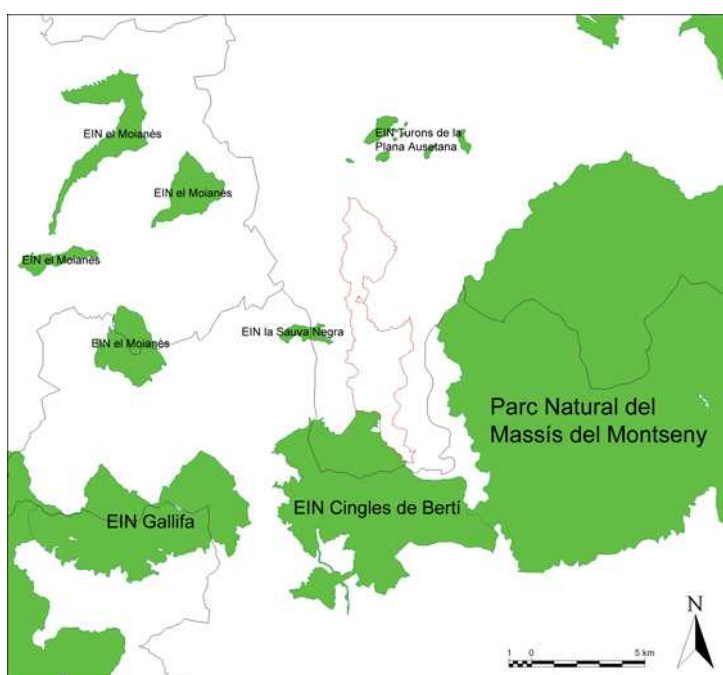 EIN el Moianès
EIN Turons de la
Plana Ausetana
EIN el Moianès
EIN el Moianès
EIN la Sauva Negra
EIN el Moianès
Parc Natural del
Massís del Montseny
EIN Cingles de Bertí
EIN Gallifa
N
1 0 5 km